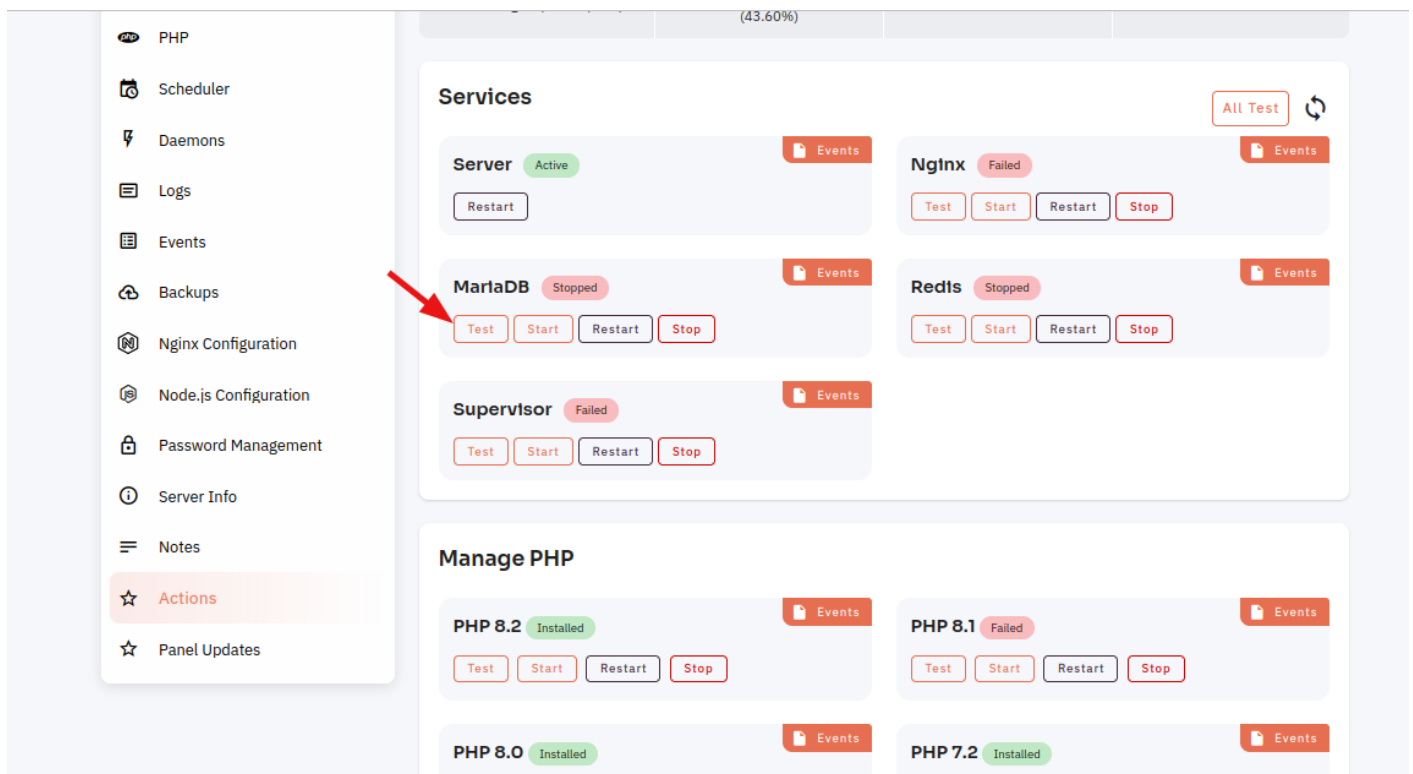 (43.60%)
PHP
Scheduler
Daemons
Logs
Events
Backups
Nginx Configuration
Node.js Configuration
Password Management
Server Info
Notes
Actions
Panel Updates
Services
All Test
Server Active Events
Restart
Nginx Failed Events
Test Start Restart Stop
MariaDB Stopped Events
Test Start Restart Stop
Redis Stopped Events
Test Start Restart Stop
Supervisor Failed Events
Test Start Restart Stop
Manage PHP
PHP 8.2 Installed Events
Test Start Restart Stop
PHP 8.1 Failed Events
Test Start Restart Stop
PHP 8.0 Installed Events
PHP 7.2 Installed Events